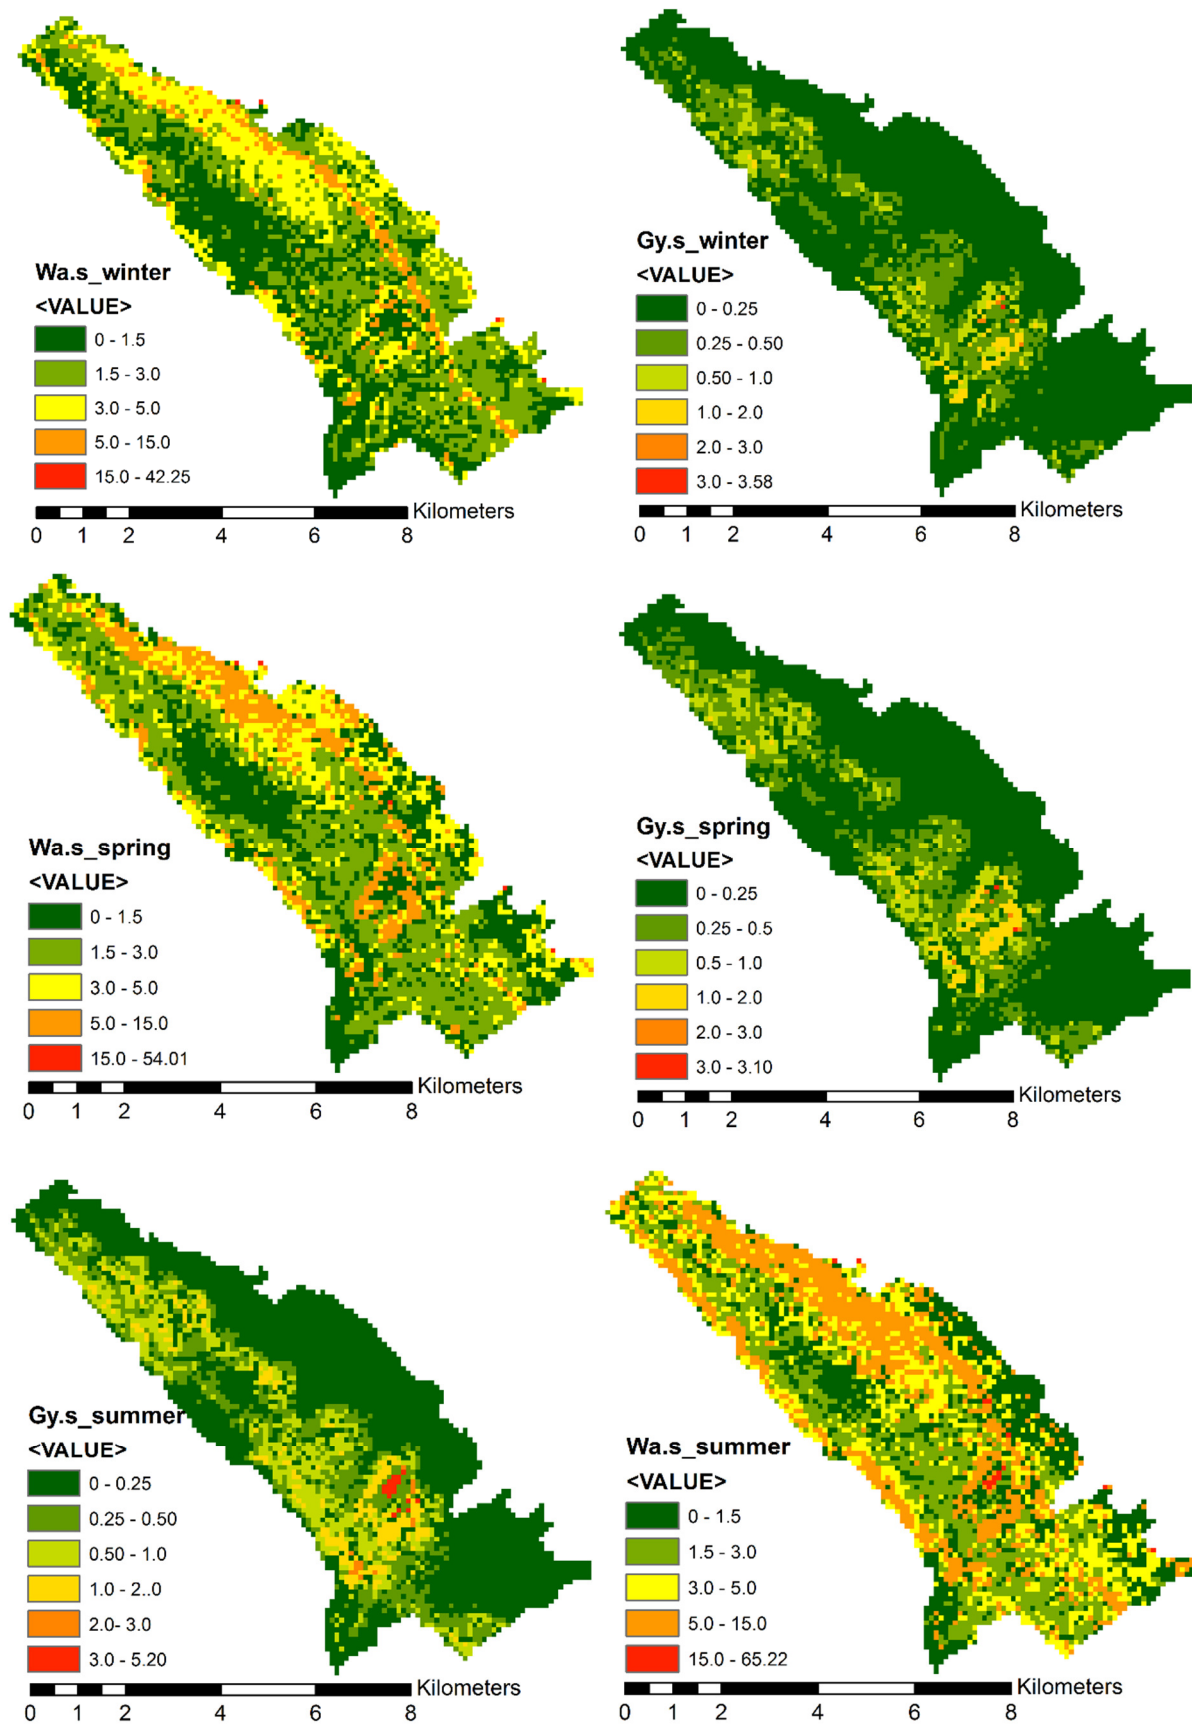 Wa.s_winter
<VALUE>
0 - 1.5
1.5 - 3.0
3.0 - 5.0
5.0 - 15.0
15.0 - 42.25
Kilometers
0 1 2 4 6 8
Gy.s_winter
<VALUE>
0 - 0.25
0.25 - 0.50
0.50 - 1.0
1.0 - 2.0
2.0 - 3.0
3.0 - 3.58
Kilometers
0 1 2 4 6 8
Wa.s_spring
<VALUE>
0 - 1.5
1.5 - 3.0
3.0 - 5.0
5.0 - 15.0
15.0 - 54.01
Kilometers
0 1 2 4 6 8
Gy.s_spring
<VALUE>
0 - 0.25
0.25 - 0.5
0.5 - 1.0
1.0 - 2.0
2.0 - 3.0
3.0 - 3.10
Kilometers
0 1 2 4 6 8
Gy.s_summer
<VALUE>
0 - 0.25
0.25 - 0.50
0.50 - 1.0
1.0 - 2..0
2.0- 3.0
3.0 - 5.20
Kilometers
0 1 2 4 6 8
Wa.s_summer
<VALUE>
0 - 1.5
1.5 - 3.0
3.0 - 5.0
5.0 - 15.0
15.0 - 65.22
Kilometers
0 1 2 4 6 8